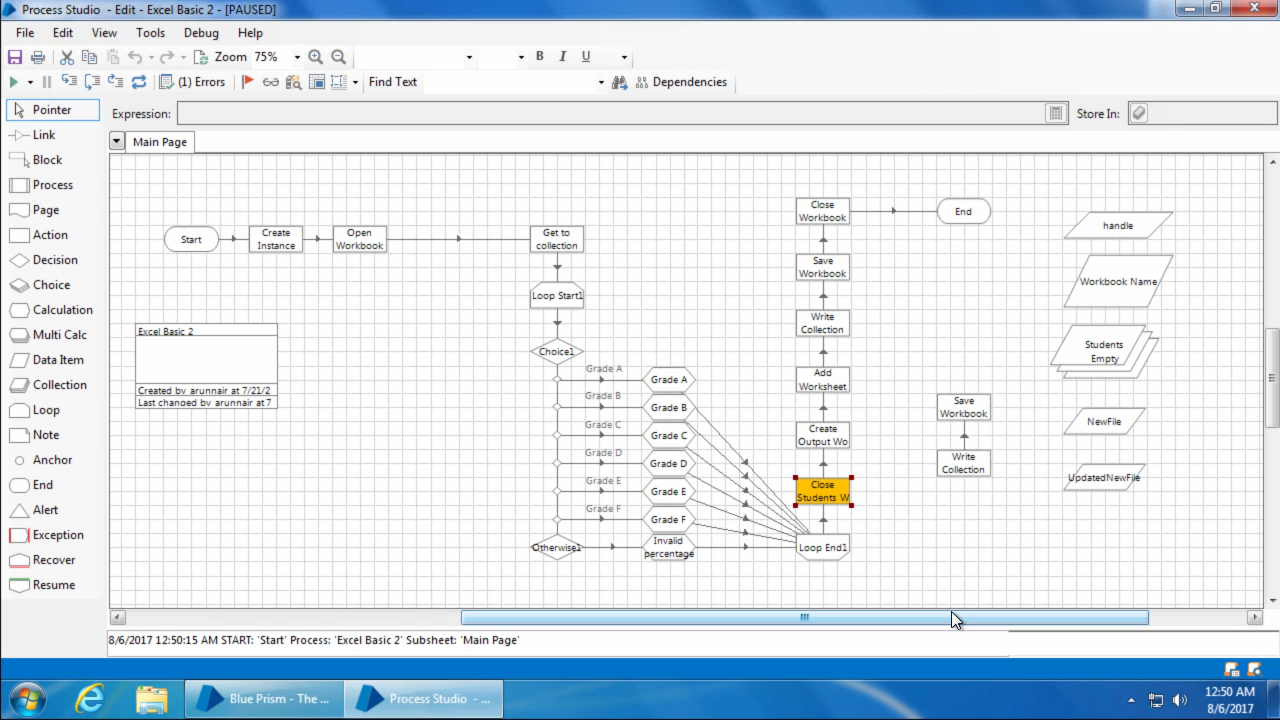 Process Studio - Edit - Excel Basic 2 - [PAUSED]
File Edit View Tools Debug Help
Zoom 75% B I U
(1) Errors Find Text Dependencies
Expression: Store In:
Main Page
Pointer
Link
Block
Process
Page
Action
Decision
Choice
Calculation
Multi Calc
Data Item
Collection
Loop
Note
Anchor
End
Alert
Exception
Recover
Resume
Start
Create
Instance
Open
Workbook
Get to
collection
Loop Start1
Choice1
Grade A
Grade B
Grade C
Grade D
Grade E
Grade F
Otherwise1
Grade A
Grade B
Grade C
Grade D
Grade E
Grade F
Invalid
percentage
Excel Basic 2
Created by arunnair at 7/21/2
Last changed by arunnair at 7
Close
Workbook
End
Save
Workbook
Write
Collection
Add
Worksheet
Create
Output Wo
Close
Students W
Loop End1
Save
Workbook
Write
Collection
handle
Workbook Name
Students
Empty
NewFile
UpdatedNewFile
8/6/2017 12:50:15 AM START: 'Start' Process: 'Excel Basic 2' Subsheet: 'Main Page'
Blue Prism - The ...
Process Studio - ...
12:50 AM
8/6/2017